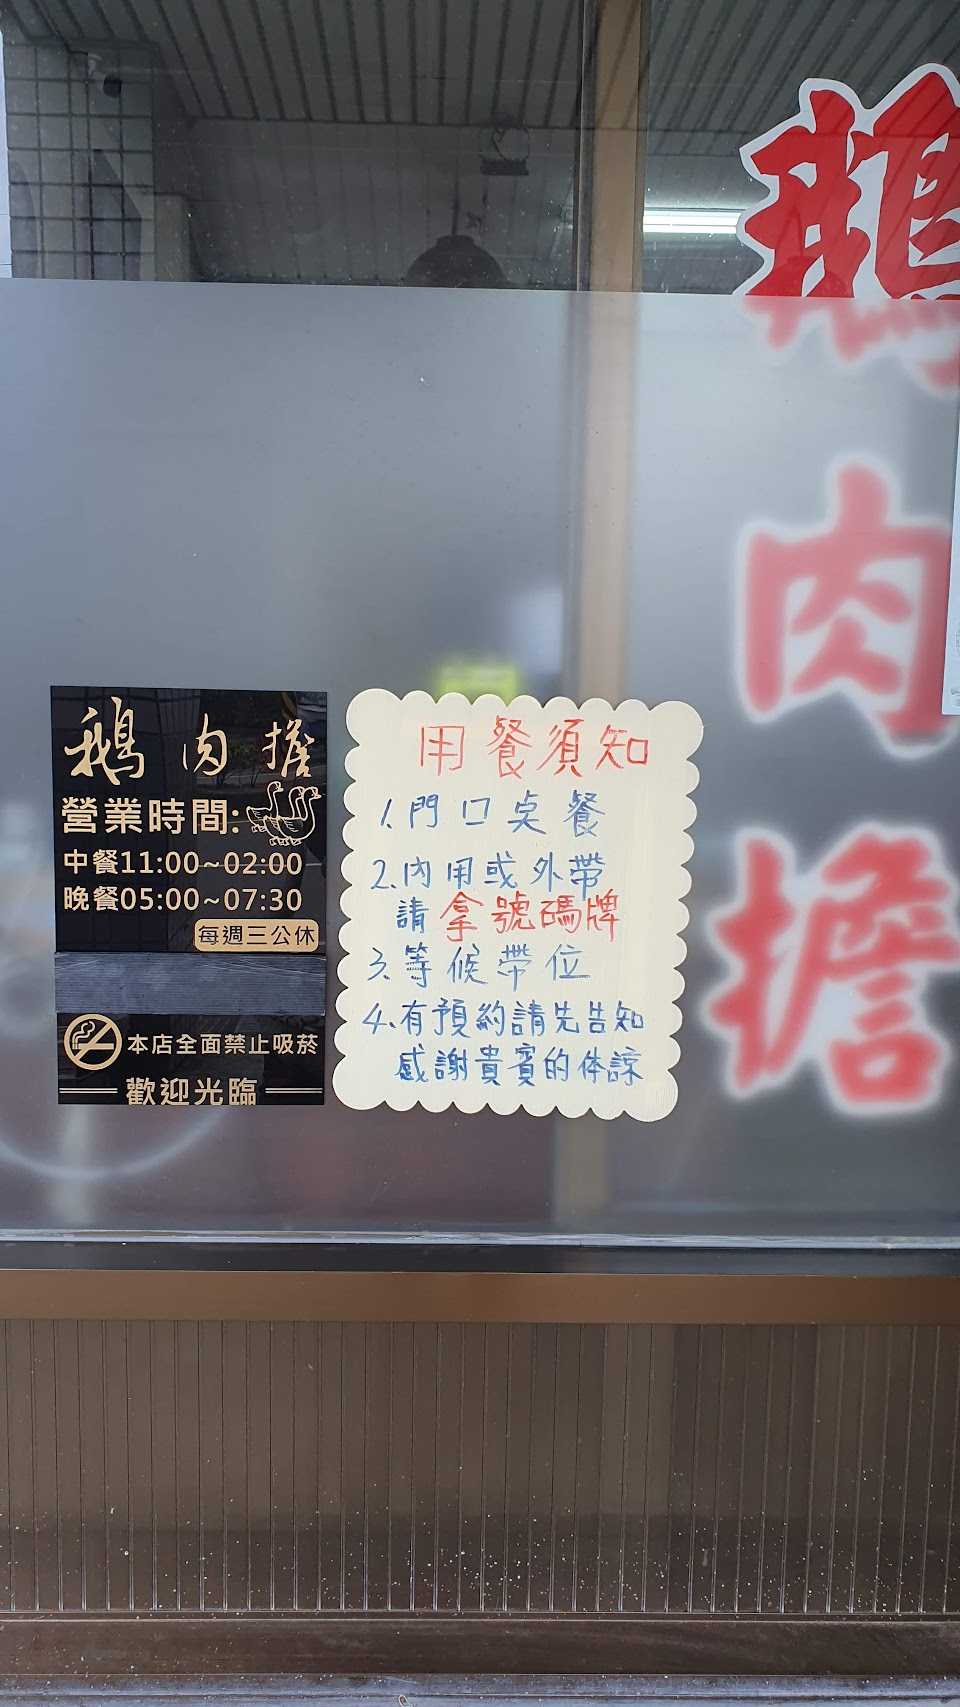 鵝肉擔
鵝肉擔
營業時間:
中餐11:00~02:00
晚餐05:00~07:30
每週三公休
本店全面禁止吸菸
歡迎光臨
用餐須知
1.門口點餐
2.內用或外帶
請拿號碼牌
3.等候帶位
4.有預約請先告知
感謝貴賓的体諒